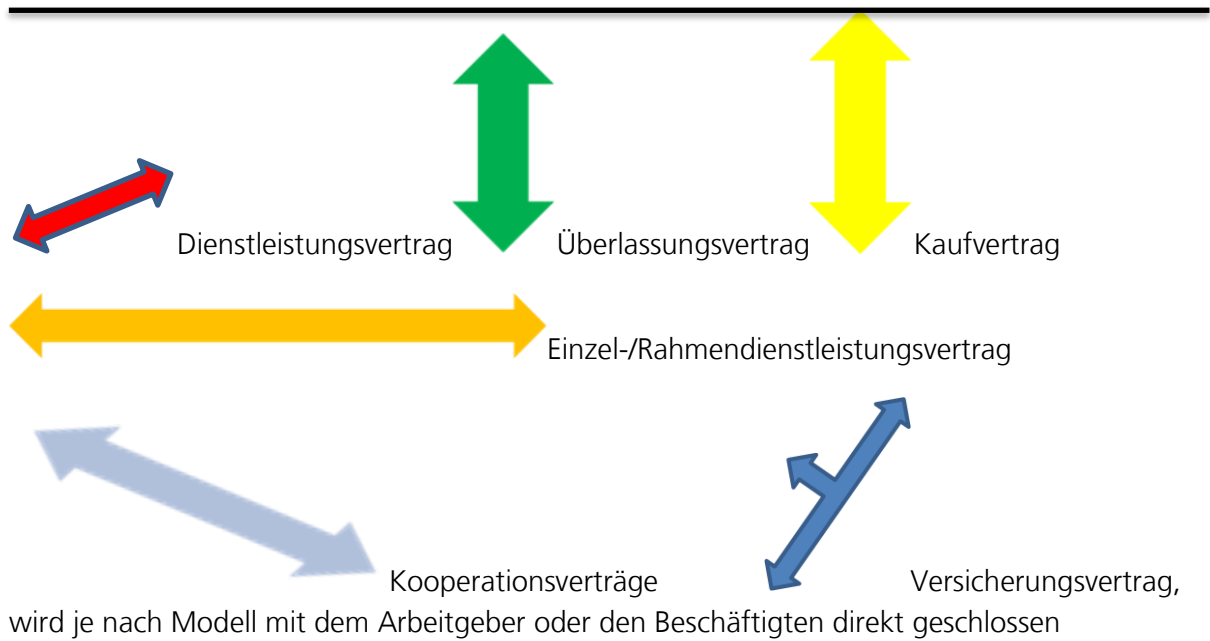 Dienstleistungsvertrag Überlassungsvertrag Kaufvertrag
Einzel-/Rahmendienstleistungsvertrag
Kooperationsverträge Versicherungsvertrag,
wird je nach Modell mit dem Arbeitgeber oder den Beschäftigten direkt geschlossen